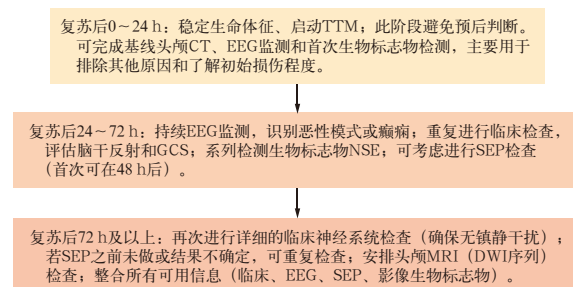 复苏后0～24 h：稳定生命体征、启动TTM；此阶段避免预后判断。
可完成基线头颅CT、EEG监测和首次生物标志物检测，主要用于
排除其他原因和了解初始损伤程度。
复苏后24～72 h：持续EEG监测，识别恶性模式或癫痫；重复进行临床检查，
评估脑干反射和GCS；系列检测生物标志物NSE；可考虑进行SEP检查
（首次可在48 h后）。
复苏后72 h及以上：再次进行详细的临床神经系统检查（确保无镇静干扰）；
若SEP之前未做或结果不确定，可重复检查；安排头颅MRI（DWI序列）
检查；整合所有可用信息（临床、EEG、SEP、影像生物标志物）。